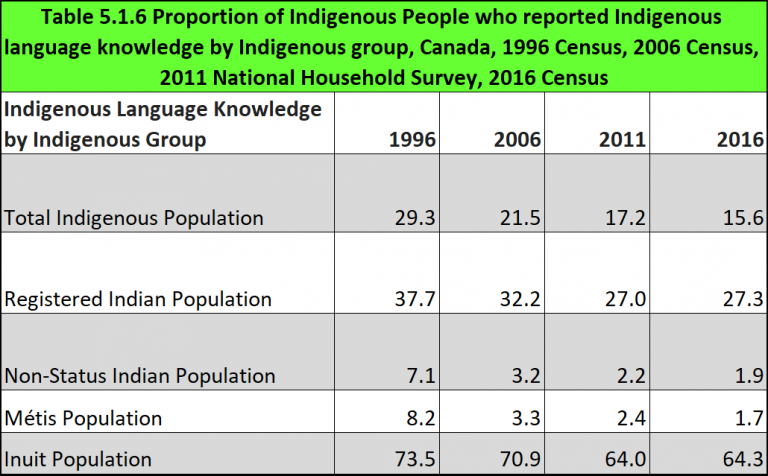 Table 5.1.6 Proportion of Indigenous People who reported Indigenous
language knowledge by Indigenous group, Canada, 1996 Census, 2006 Census,
2011 National Household Survey, 2016 Census
Indigenous Language Knowledge
by Indigenous Group 1996 2006 2011 2016
Total Indigenous Population 29.3 21.5 17.2 15.6
Registered Indian Population 37.7 32.2 27.0 27.3
Non-Status Indian Population 7.1 3.2 2.2 1.9
Métis Population 8.2 3.3 2.4 1.7
Inuit Population 73.5 70.9 64.0 64.3